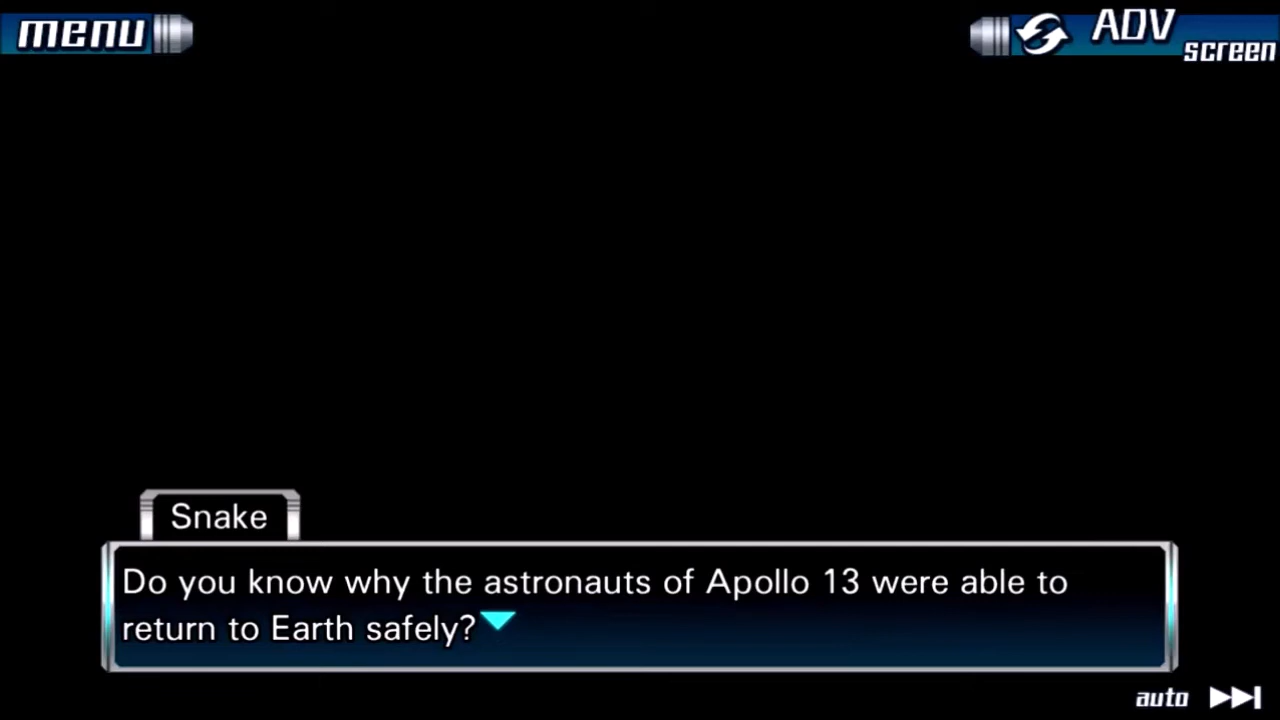 menu
ADV
screen
Snake
Do you know why the astronauts of Apollo 13 were able to
return to Earth safely?
auto